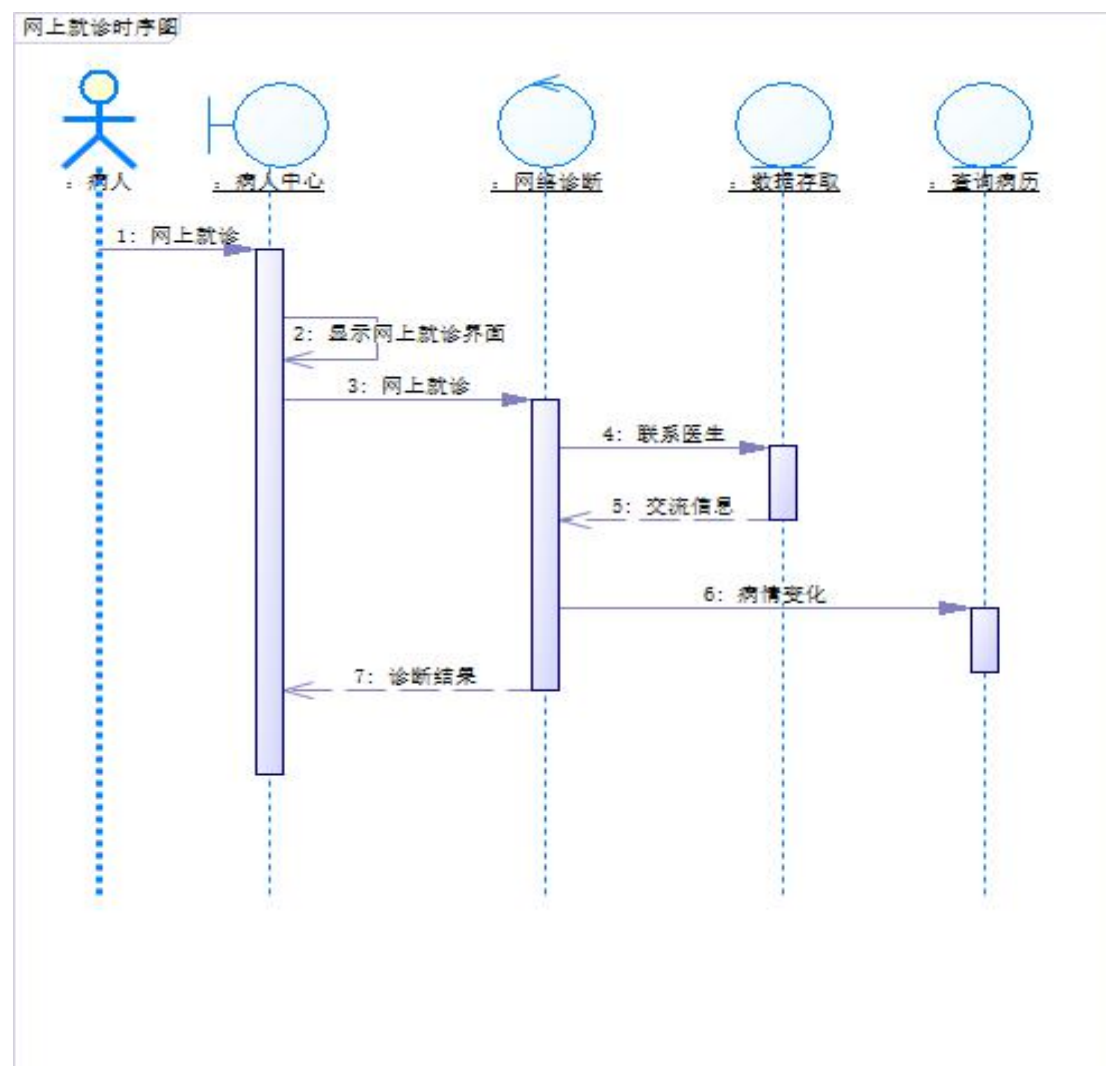 网上就诊时序图
: 病人
: 病人中心
: 网络诊断
: 数据存取
: 查询病历
1: 网上就诊
2: 显示网上就诊界面
3: 网上就诊
4: 联系医生
5: 交流信息
6: 病情变化
7: 诊断结果